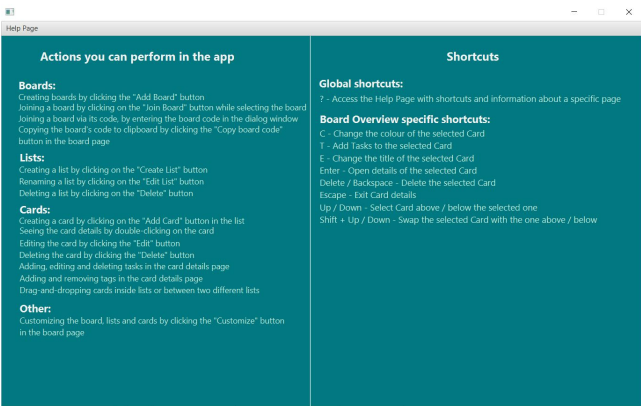 Help Page
Actions you can perform in the app
Boards:
Creating boards by clicking the "Add Board" button
Joining a board by clicking on the "Join Board" button while selecting the board
Joining a board via its code, by entering the board code in the dialog window
Copying the board's code to clipboard by clicking the "Copy board code"
button in the board page
Lists:
Creating a list by clicking on the "Create List" button
Renaming a list by clicking on the "Edit List" button
Deleting a list by clicking on the "Delete" button
Cards:
Creating a card by clicking on the "Add Card" button in the list
Seeing the card details by double-clicking on the card
Editing the card by clicking the "Edit" button
Deleting the card by clicking the "Delete" button
Adding, editing and deleting tasks in the card details page
Adding and removing tags in the card details page
Drag-and-dropping cards inside lists or between two different lists
Other:
Customizing the board, lists and cards by clicking the "Customize" button
in the board page
Shortcuts
Global shortcuts:
? - Access the Help Page with shortcuts and information about a specific page
Board Overview specific shortcuts:
C - Change the colour of the selected Card
T - Add Tasks to the selected Card
E - Change the title of the selected Card
Enter - Open details of the selected Card
Delete / Backspace - Delete the selected Card
Escape - Exit Card details
Up / Down - Select Card above / below the selected one
Shift + Up / Down - Swap the selected Card with the one above / below